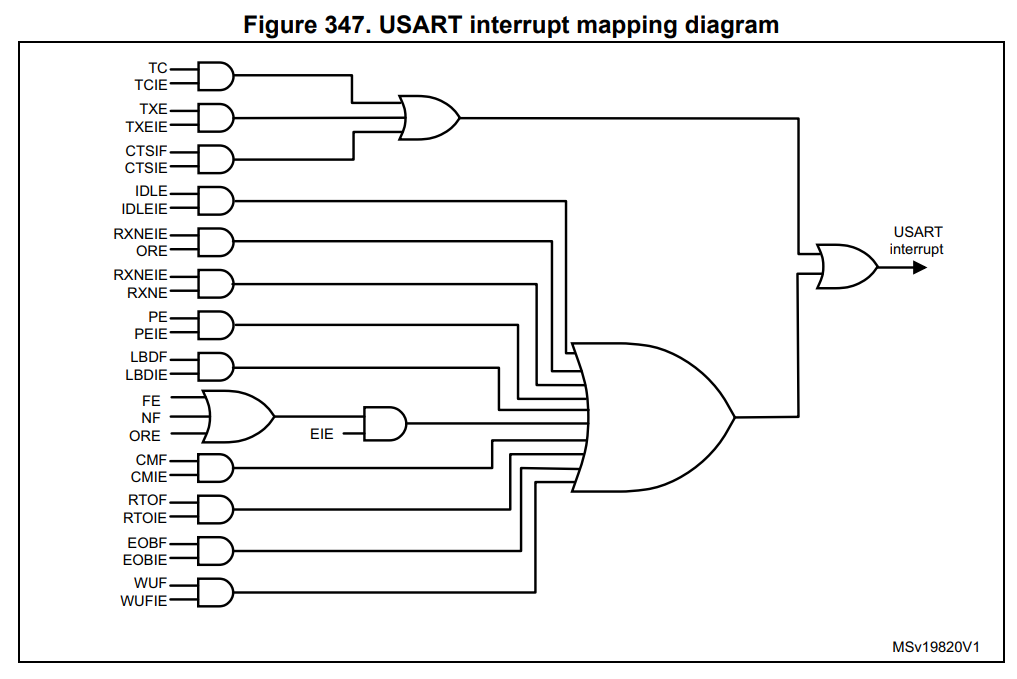 Figure 347. USART interrupt mapping diagram
TC
TCIE
TXE
TXEIE
CTSIF
CTSIE
IDLE
IDLEIE
RXNEIE
ORE
RXNEIE
RXNE
PE
PEIE
LBDF
LBDIE
FE
NF
ORE
EIE
CMF
CMIE
RTOF
RTOIE
EOBF
EOBIE
WUF
WUFIE
USART
interrupt
MSv19820V1